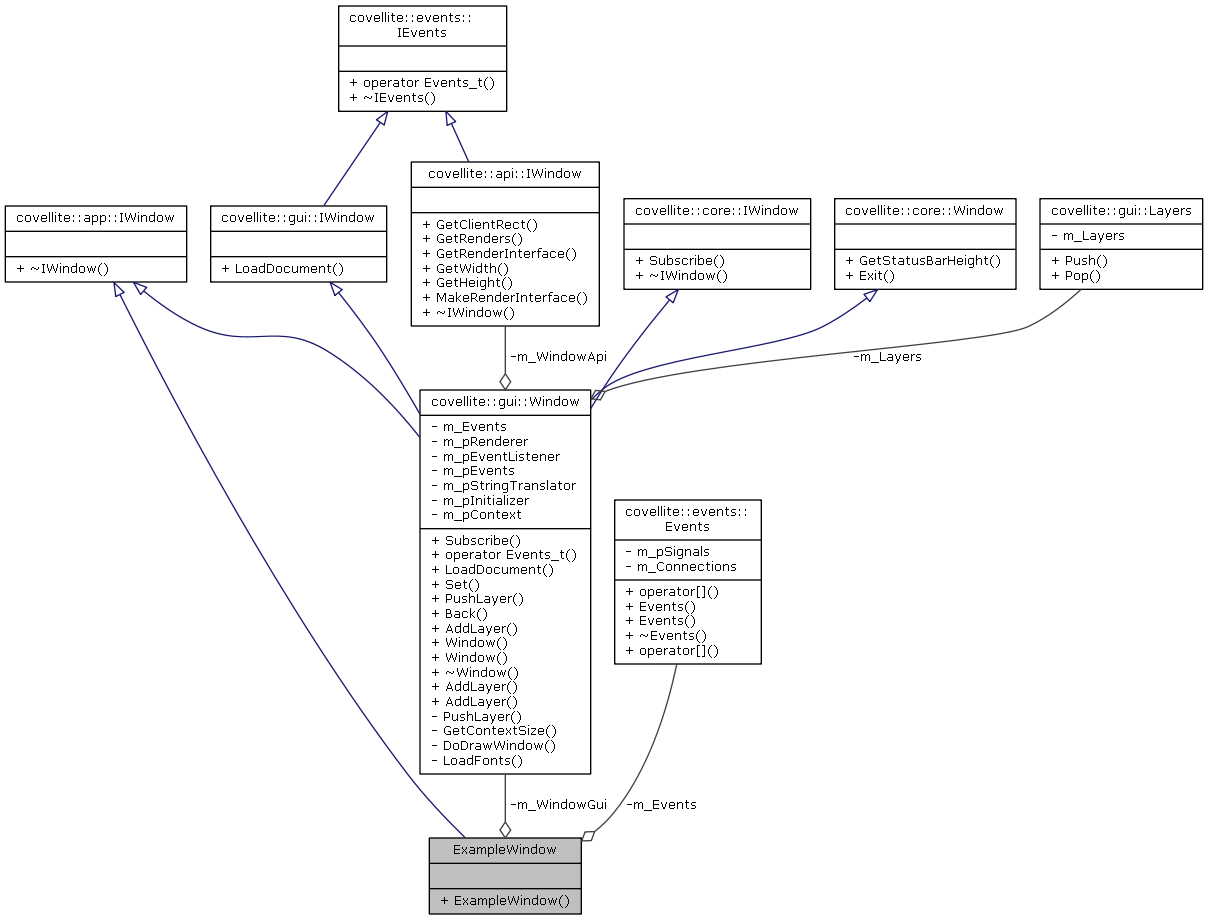 covellite::events::
IEvents
+ operator Events_t()
+ ~IEvents()
covellite::app::IWindow
+ ~IWindow()
covellite::gui::IWindow
+ LoadDocument()
covellite::api::IWindow
+ GetClientRect()
+ GetRenders()
+ GetRenderInterface()
+ GetWidth()
+ GetHeight()
+ MakeRenderInterface()
+ ~IWindow()
covellite::core::IWindow
+ Subscribe()
+ ~IWindow()
covellite::core::Window
+ GetStatusBarHeight()
+ Exit()
covellite::gui::Layers
- m_Layers
+ Push()
+ Pop()
-m_WindowApi
-m_Layers
covellite::gui::Window
- m_Events
- m_pRenderer
- m_pEventListener
- m_pEvents
- m_pStringTranslator
- m_pInitializer
- m_pContext
+ Subscribe()
+ operator Events_t()
+ LoadDocument()
+ Set()
+ PushLayer()
+ Back()
+ AddLayer()
+ Window()
+ Window()
+ ~Window()
+ AddLayer()
+ AddLayer()
- PushLayer()
- GetContextSize()
- DoDrawWindow()
- LoadFonts()
covellite::events::
Events
- m_pSignals
- m_Connections
+ operator[]()
+ Events()
+ Events()
+ ~Events()
+ operator[]()
-m_WindowGui
-m_Events
ExampleWindow
+ ExampleWindow()